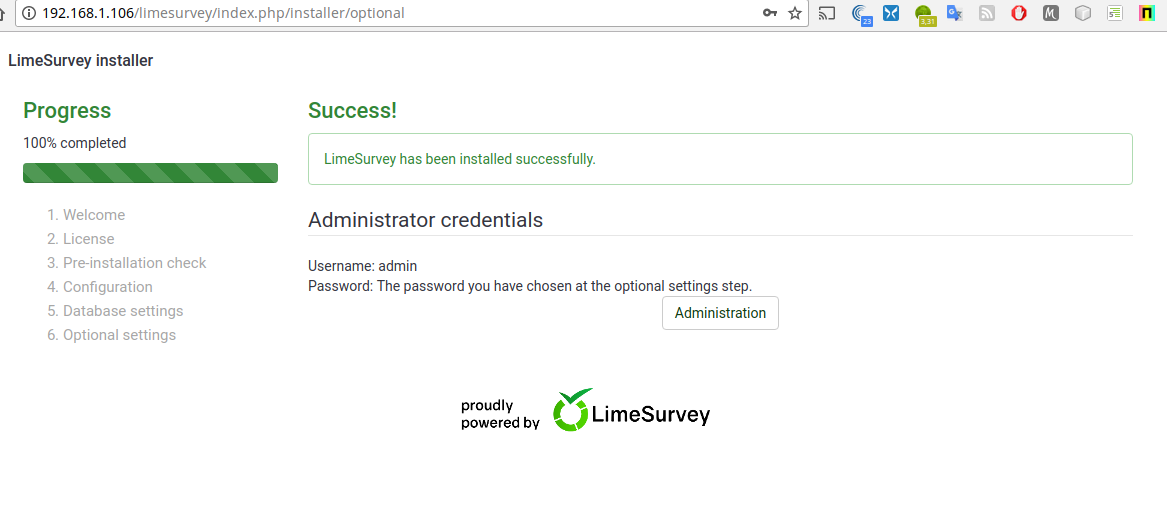 192.168.1.106/limesurvey/index.php/installer/optional
23
3,31
LimeSurvey installer
Progress
100% completed
1. Welcome
2. License
3. Pre-installation check
4. Configuration
5. Database settings
6. Optional settings
Success!
LimeSurvey has been installed successfully.
Administrator credentials
Username: admin
Password: The password you have chosen at the optional settings step.
Administration
proudly
powered by
LimeSurvey